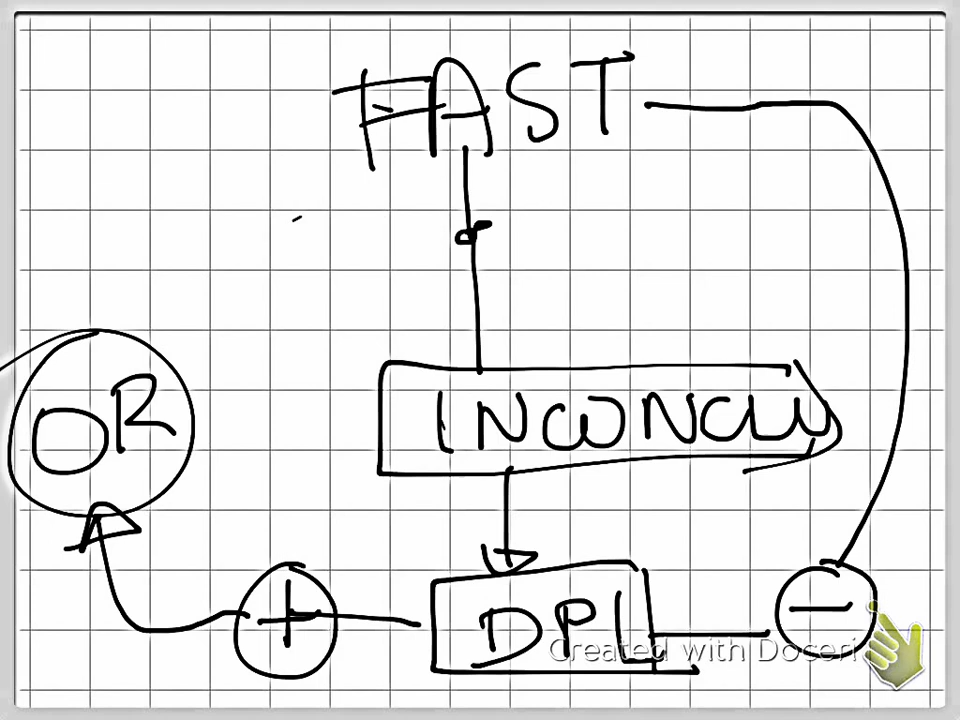 FAST
OR
INCONCLU
+
DPL
−
Created with Doceri